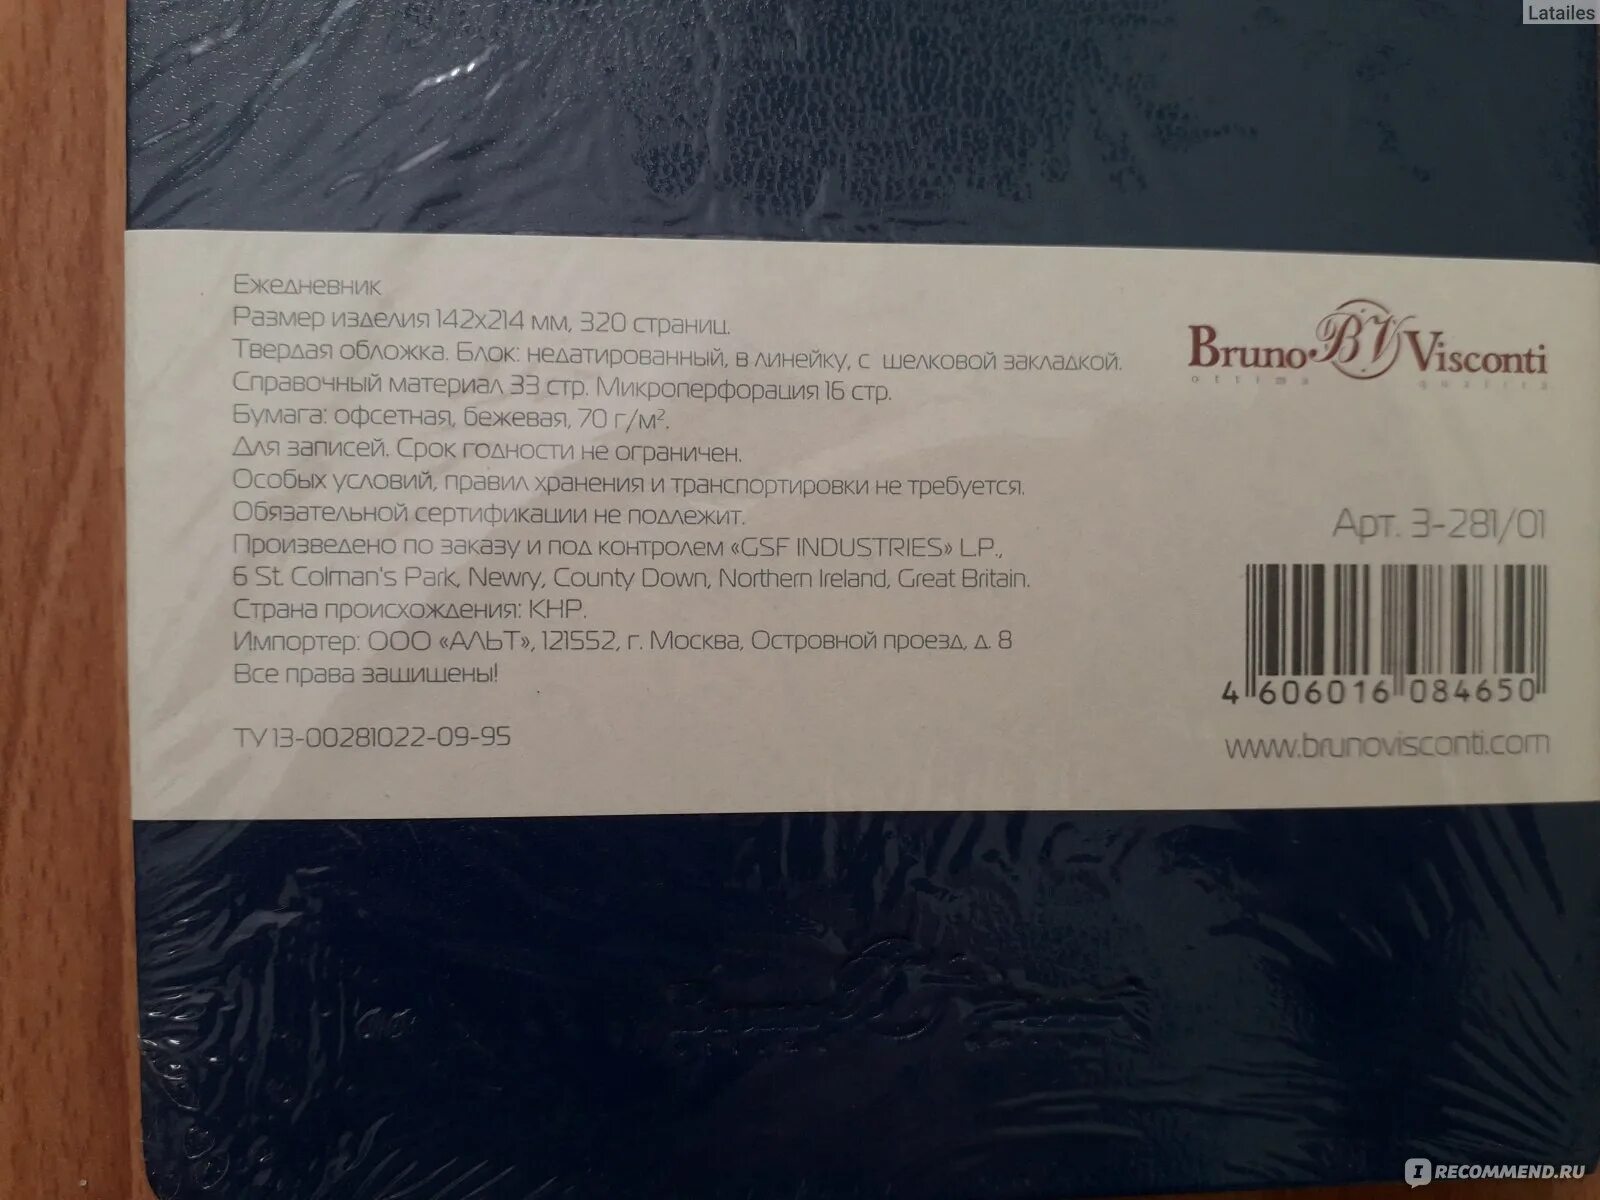 Latailes
Ежедневник
Размер изделия 142x214 мм, 320 страниц.
Твердая обложка. Блок: недатированный, в линейку, с шелковой закладкой.
Справочный материал 33 стр. Микроперфорация 16 стр.
Бумага: офсетная, бежевая, 70 г/м².
Для записей. Срок годности не ограничен.
Особых условий, правил хранения и транспортировки не требуется.
Обязательной сертификации не подлежит.
Произведено по заказу и под контролем «GSF INDUSTRIES» L.P.,
6 St. Colman's Park, Newry, County Down, Northern Ireland, Great Britain.
Страна происхождения: КНР.
Импортер: ООО «АЛЬТ», 121552, г. Москва, Островной проезд, д. 8
Все права защищены!
ТУ 13-00281022-09-95
Bruno BV Visconti
ottima qualità
Арт. 3-281/01
4 606016 084650
www.brunovisconti.com
IRECOMMEND.RU